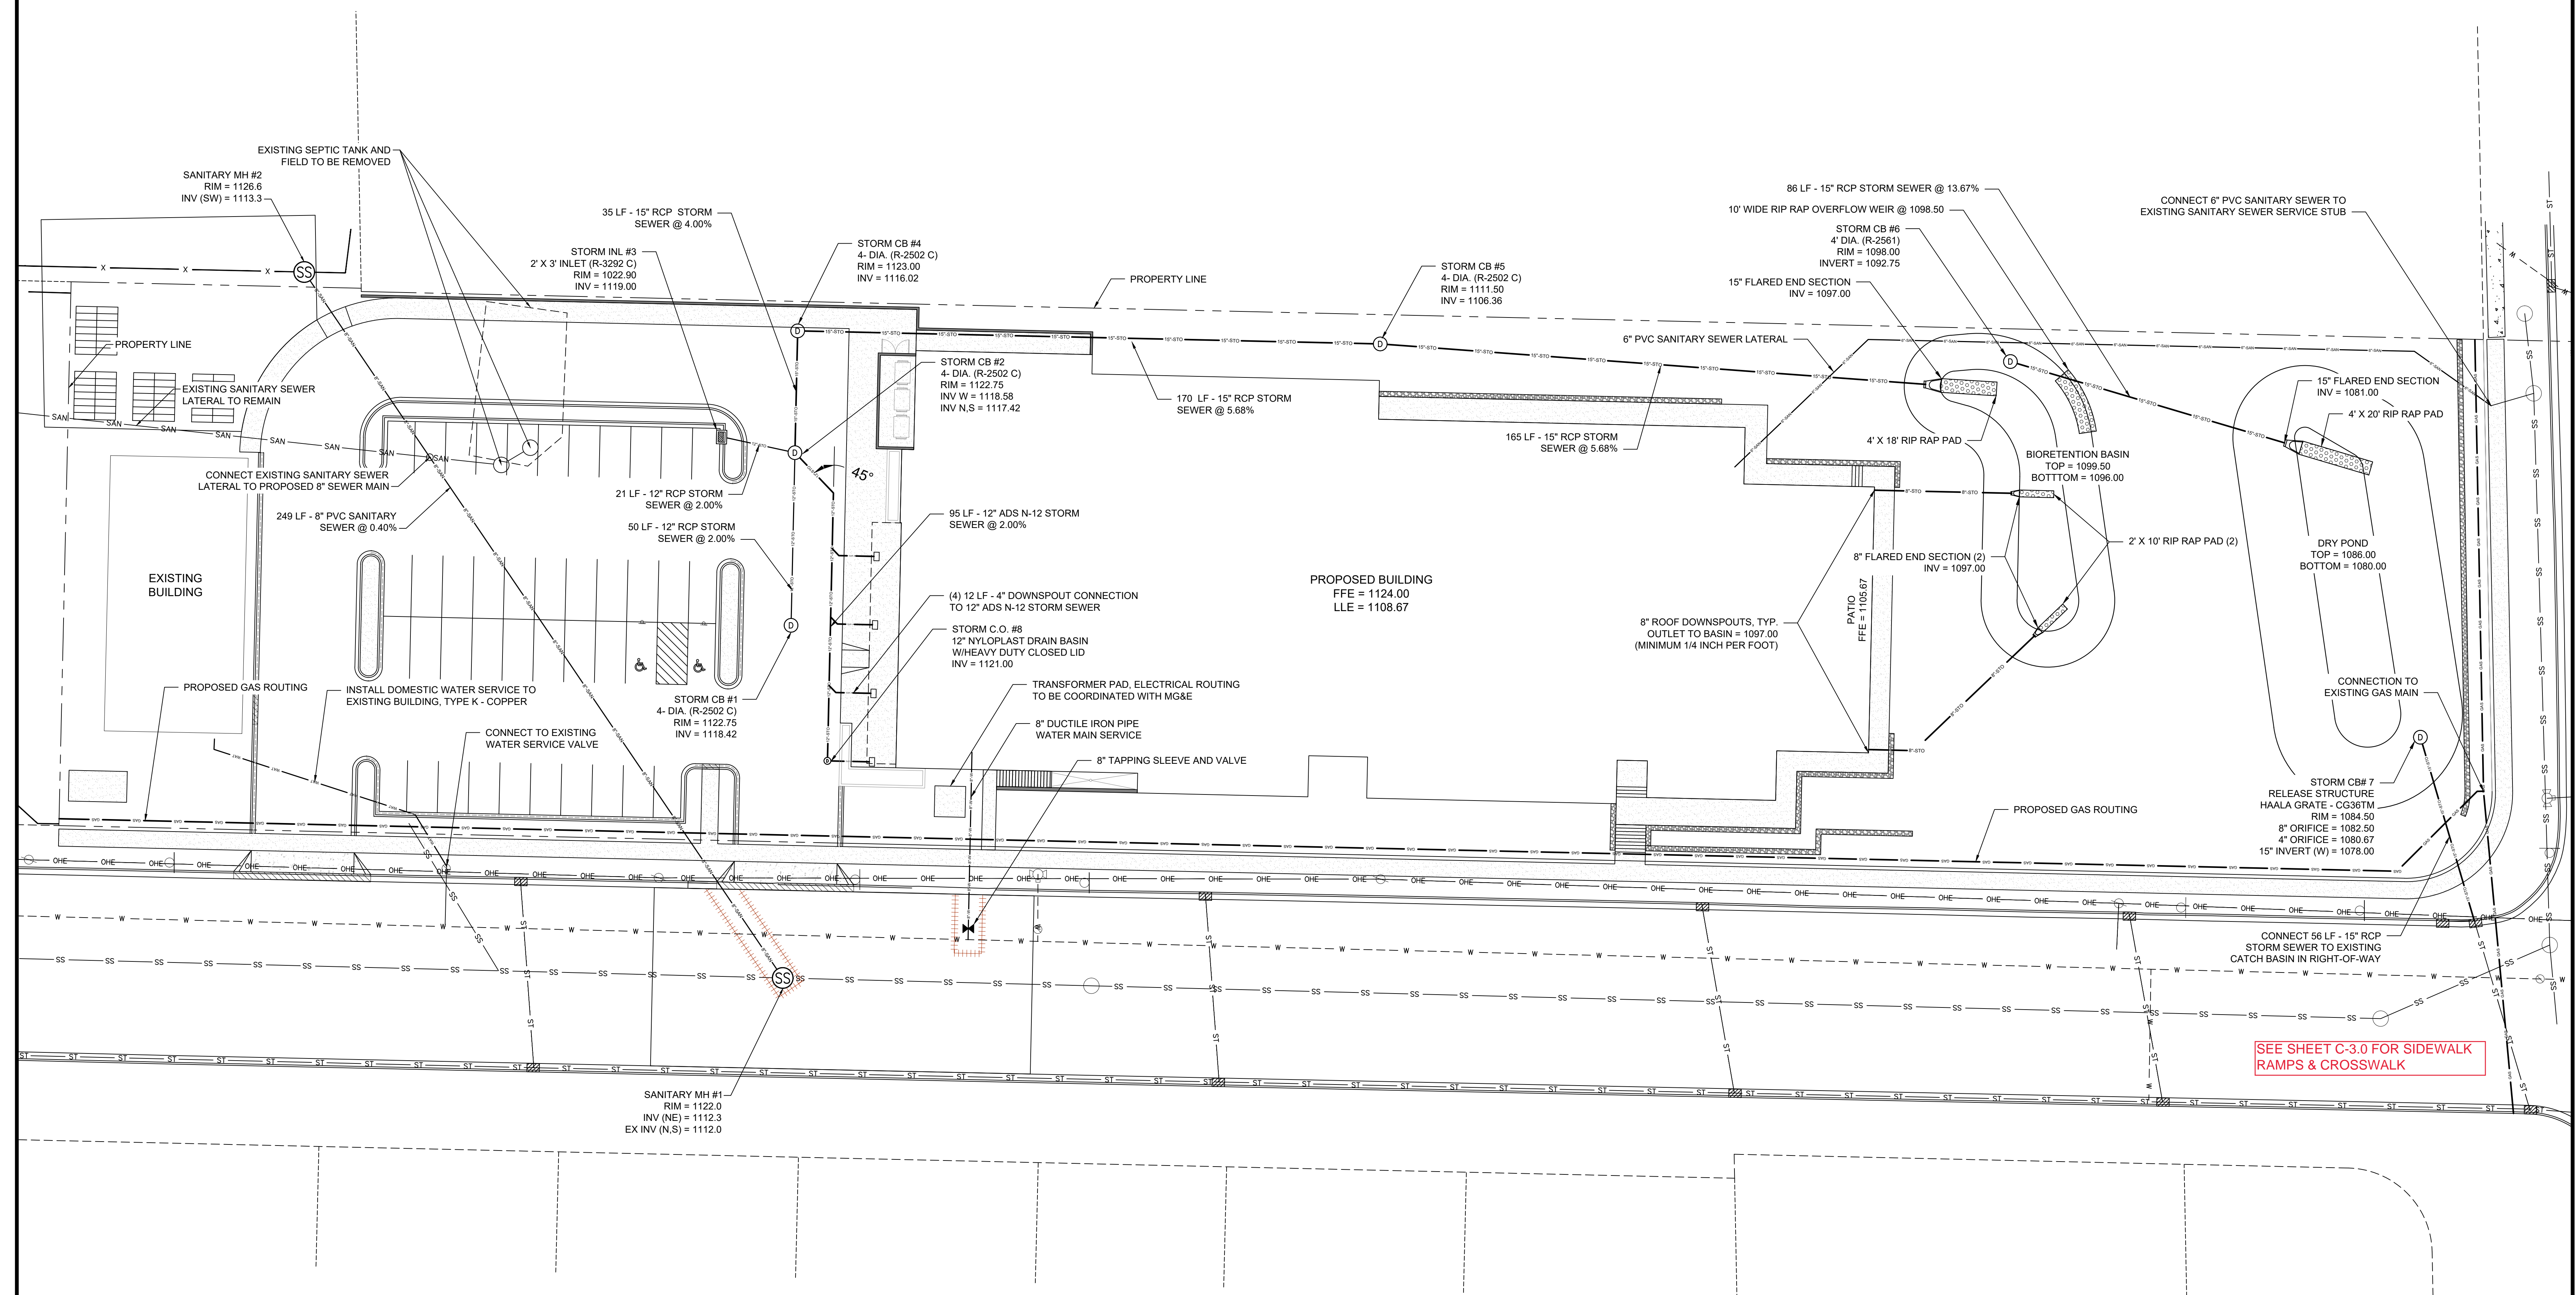 EXISTING SEPTIC TANK AND
FIELD TO BE REMOVED
SANITARY MH #2
RIM = 1126.6
INV (SW) = 1113.3
35 LF - 15" RCP  STORM
SEWER @ 4.00%
STORM INL #3
2' X 3' INLET (R-3292 C)
RIM = 1022.90
INV = 1119.00
STORM CB #4
4- DIA. (R-2502 C)
RIM = 1123.00
INV = 1116.02
PROPERTY LINE
STORM CB #5
4- DIA. (R-2502 C)
RIM = 1111.50
INV = 1106.36
86 LF - 15" RCP STORM SEWER @ 13.67%
10' WIDE RIP RAP OVERFLOW WEIR @ 1098.50
STORM CB #6
4' DIA. (R-2561)
RIM = 1098.00
INVERT = 1092.75
15" FLARED END SECTION
INV = 1097.00
6" PVC SANITARY SEWER LATERAL
CONNECT 6" PVC SANITARY SEWER TO
EXISTING SANITARY SEWER SERVICE STUB
PROPERTY LINE
EXISTING SANITARY SEWER
LATERAL TO REMAIN
STORM CB #2
4- DIA. (R-2502 C)
RIM = 1122.75
INV W = 1118.58
INV N,S = 1117.42
170  LF - 15" RCP STORM
SEWER @ 5.68%
165 LF - 15" RCP STORM
SEWER @ 5.68%
4' X 18' RIP RAP PAD
BIORETENTION BASIN
TOP = 1099.50
BOTTTOM = 1096.00
15" FLARED END SECTION
INV = 1081.00
4' X 20' RIP RAP PAD
CONNECT EXISTING SANITARY SEWER
LATERAL TO PROPOSED 8" SEWER MAIN
249 LF - 8" PVC SANITARY
SEWER @ 0.40%
21 LF - 12" RCP STORM
SEWER @ 2.00%
50 LF - 12" RCP STORM
SEWER @ 2.00%
45°
95 LF - 12" ADS N-12 STORM
SEWER @ 2.00%
EXISTING
BUILDING
(4) 12 LF - 4" DOWNSPOUT CONNECTION
TO 12" ADS N-12 STORM SEWER
STORM C.O. #8
12" NYLOPLAST DRAIN BASIN
W/HEAVY DUTY CLOSED LID
INV = 1121.00
PROPOSED BUILDING
FFE = 1124.00
LLE = 1108.67
8" FLARED END SECTION (2)
INV = 1097.00
2' X 10' RIP RAP PAD (2)
DRY POND
TOP = 1086.00
BOTTOM = 1080.00
8" ROOF DOWNSPOUTS, TYP.
OUTLET TO BASIN = 1097.00
(MINIMUM 1/4 INCH PER FOOT)
PATIO
FFE = 1105.67
PROPOSED GAS ROUTING
INSTALL DOMESTIC WATER SERVICE TO
EXISTING BUILDING, TYPE K - COPPER
STORM CB #1
4- DIA. (R-2502 C)
RIM = 1122.75
INV = 1118.42
CONNECT TO EXISTING
WATER SERVICE VALVE
TRANSFORMER PAD, ELECTRICAL ROUTING
TO BE COORDINATED WITH MG&E
8" DUCTILE IRON PIPE
WATER MAIN SERVICE
8" TAPPING SLEEVE AND VALVE
CONNECTION TO
EXISTING GAS MAIN
STORM CB# 7
RELEASE STRUCTURE
HAALA GRATE - CG36TM
RIM = 1084.50
8" ORIFICE = 1082.50
4" ORIFICE = 1080.67
15" INVERT (W) = 1078.00
PROPOSED GAS ROUTING
CONNECT 56 LF - 15" RCP
STORM SEWER TO EXISTING
CATCH BASIN IN RIGHT-OF-WAY
SEE SHEET C-3.0 FOR SIDEWALK
RAMPS & CROSSWALK
SANITARY MH #1
RIM = 1122.0
INV (NE) = 1112.3
EX INV (N,S) = 1112.0